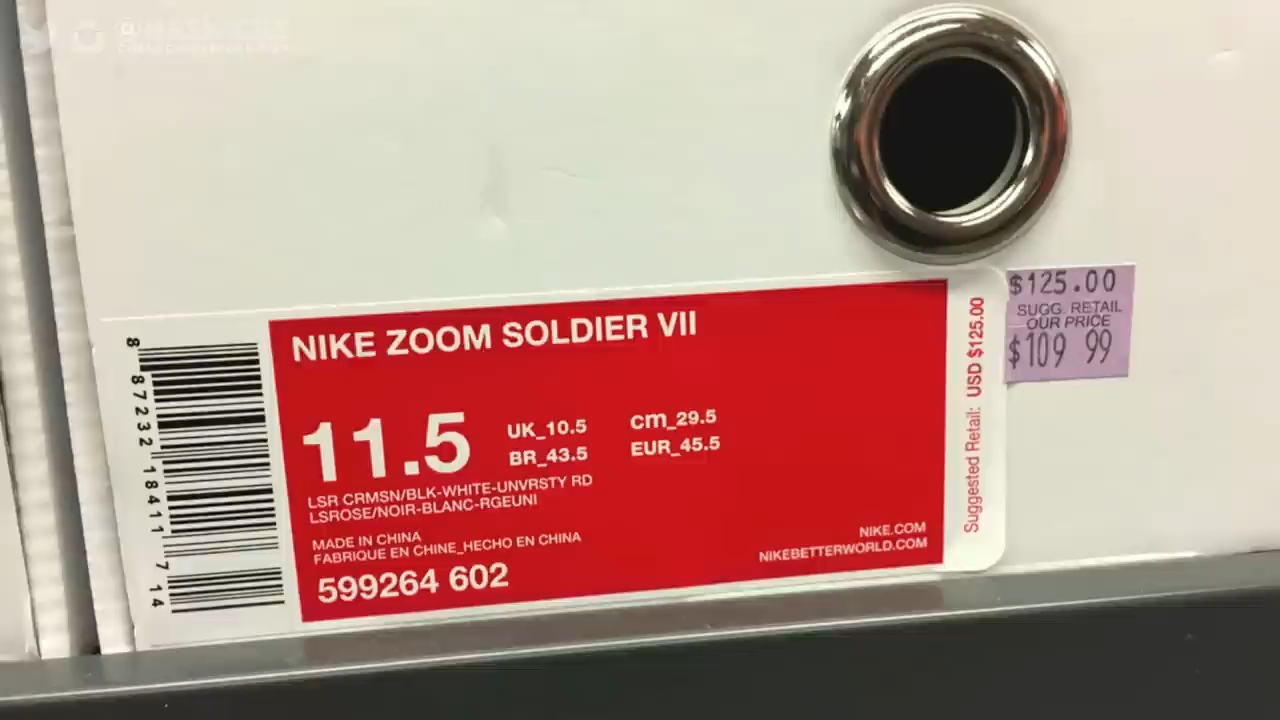 NIKE ZOOM SOLDIER VII
11.5
UK_10.5
cm_29.5
BR_43.5
EUR_45.5
LSR CRMSN/BLK-WHITE-UNVRSTY RD
LSROSE/NOIR-BLANC-RGEUNI
MADE IN CHINA
FABRIQUE EN CHINE_HECHO EN CHINA
599264 602
NIKE.COM
NIKEBETTERWORLD.COM
8 87232 18411 7 14
Suggested Retail: USD $125.00
$125.00
SUGG. RETAIL
OUR PRICE
$109 99